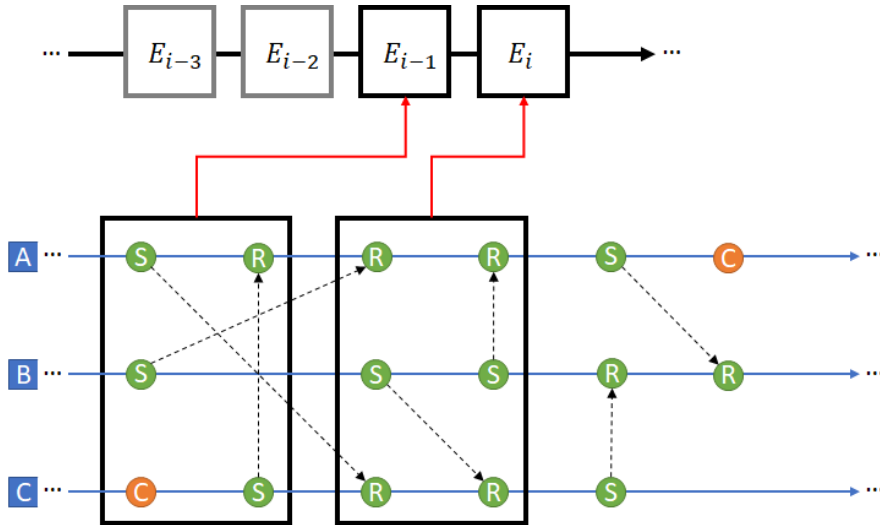 ... E_{i-3} E_{i-2} E_{i-1} E_i ...
A ... S R R R S C ...
B ... S S S R R ...
C ... C S R R S ...